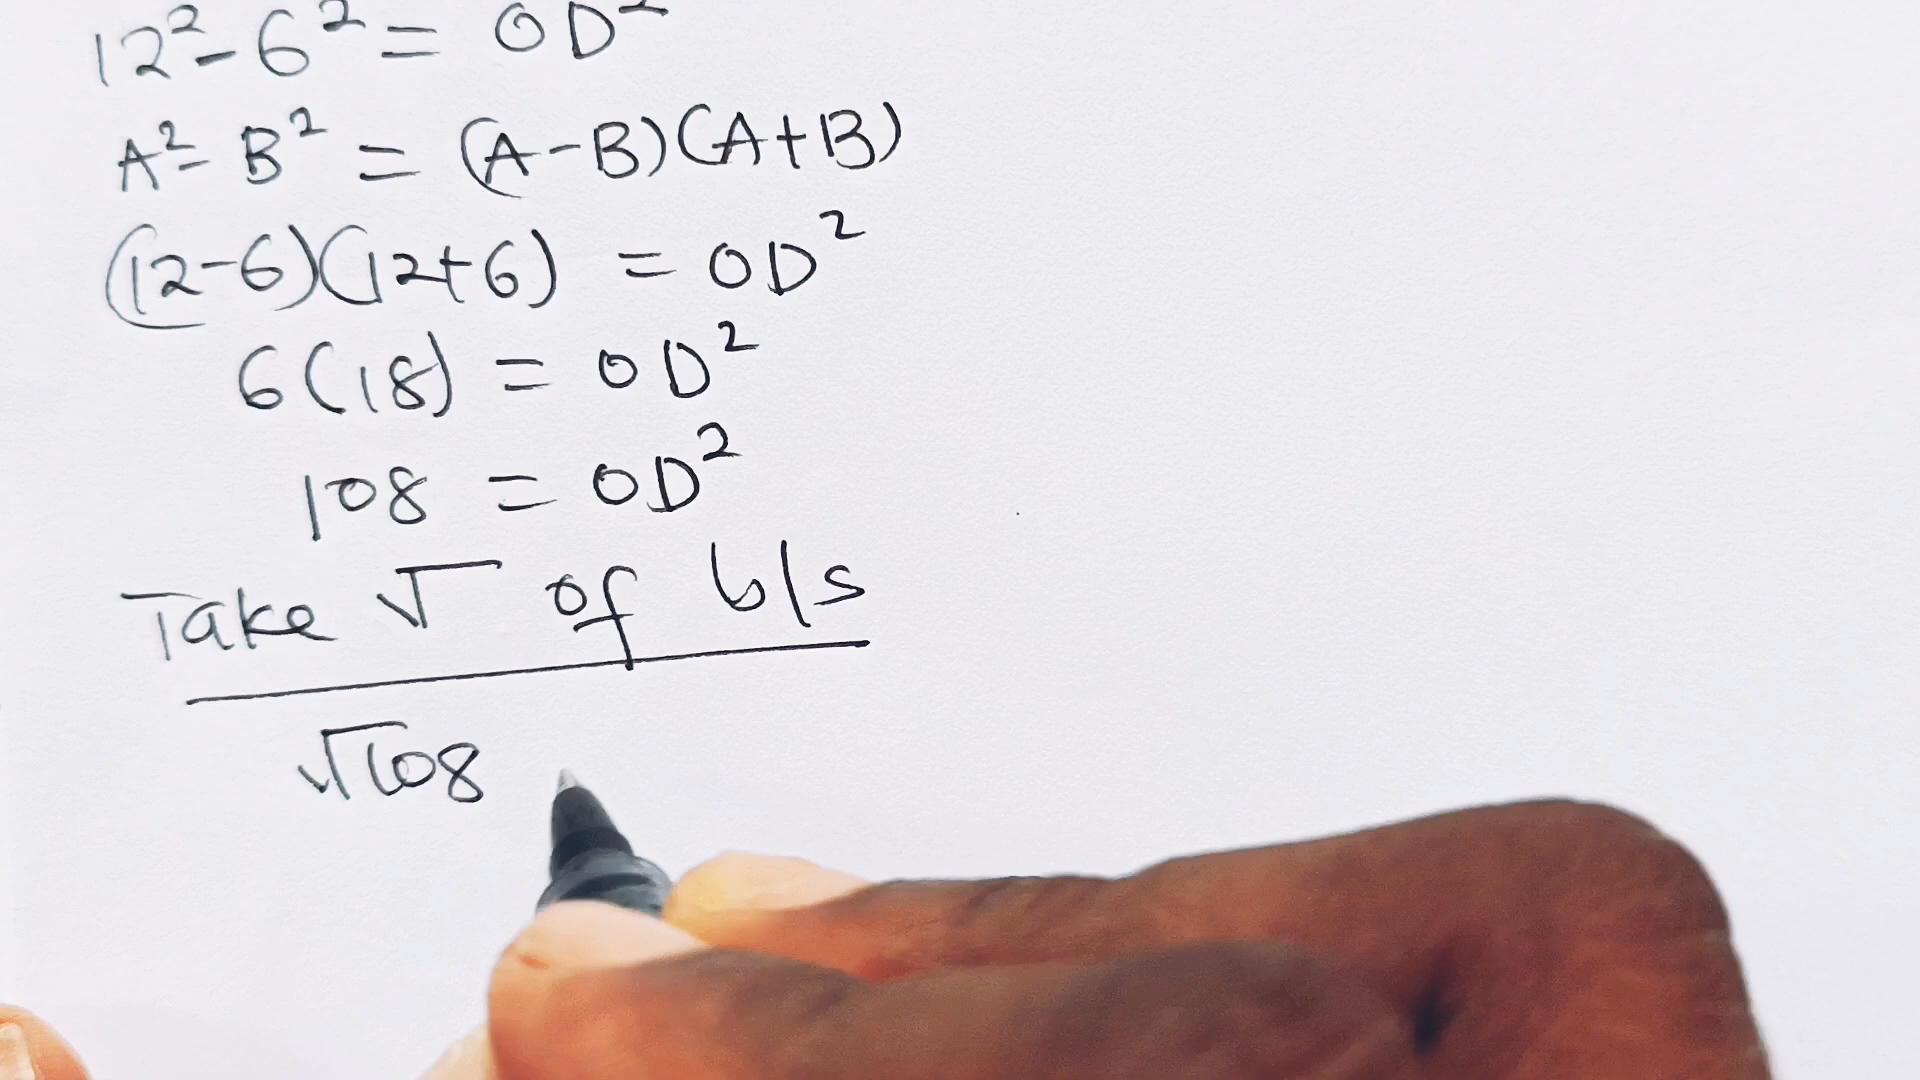 12² - 6² = OD²
A² - B² = (A-B)(A+B)
(12-6)(12+6) = OD²
6(18) = OD²
108 = OD²
Take √ of b/s
√108